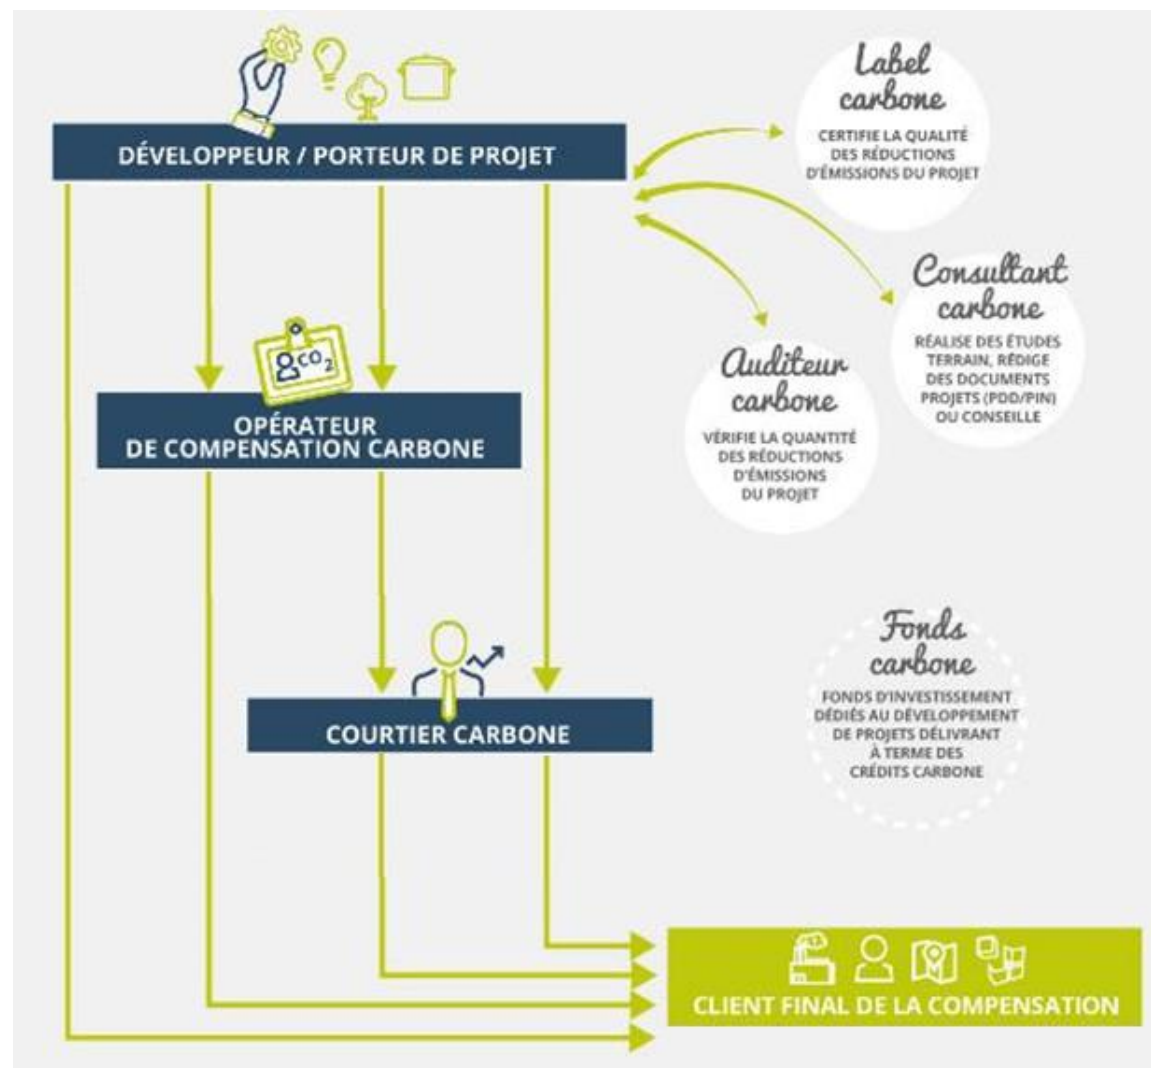 Label
carbone
CERTIFIE LA QUALITÉ
DES RÉDUCTIONS
D'ÉMISSIONS DU PROJET
DÉVELOPPEUR / PORTEUR DE PROJET
Consultant
carbone
RÉALISE DES ÉTUDES
TERRAIN, RÉDIGE
DES DOCUMENTS
PROJETS (PDD/PIN)
OU CONSEILLE
Auditeur
carbone
VÉRIFIE LA QUANTITÉ
DES RÉDUCTIONS
D'ÉMISSIONS
DU PROJET
CO2
OPÉRATEUR
DE COMPENSATION CARBONE
Fonds
carbone
FONDS D'INVESTISSEMENT
DÉDIÉS AU DÉVELOPPEMENT
DE PROJETS DÉLIVRANT
À TERME DES
CRÉDITS CARBONE
COURTIER CARBONE
CLIENT FINAL DE LA COMPENSATION